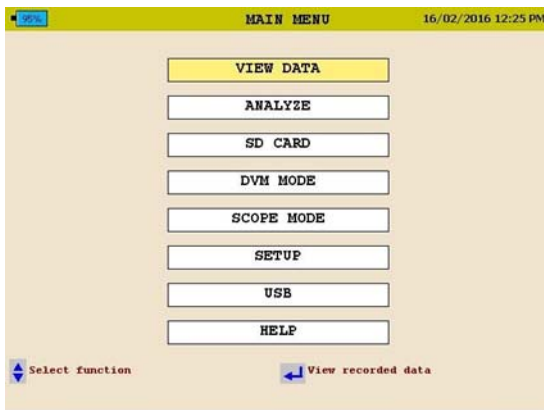 95% MAIN MENU 16/02/2016 12:25 PM
VIEW DATA
ANALYZE
SD CARD
DVM MODE
SCOPE MODE
SETUP
USB
HELP
Select function View recorded data